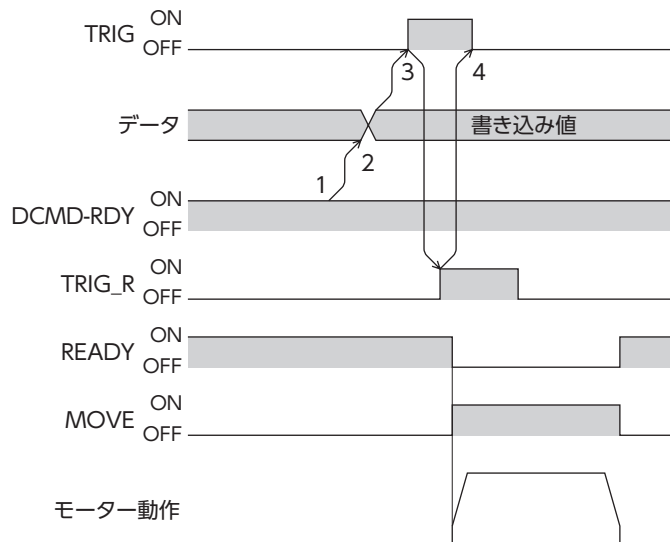 TRIG ON
OFF
3 4
データ 書き込み値
1 2
DCMD-RDY ON
OFF
TRIG_R ON
OFF
READY ON
OFF
MOVE ON
OFF
モーター動作